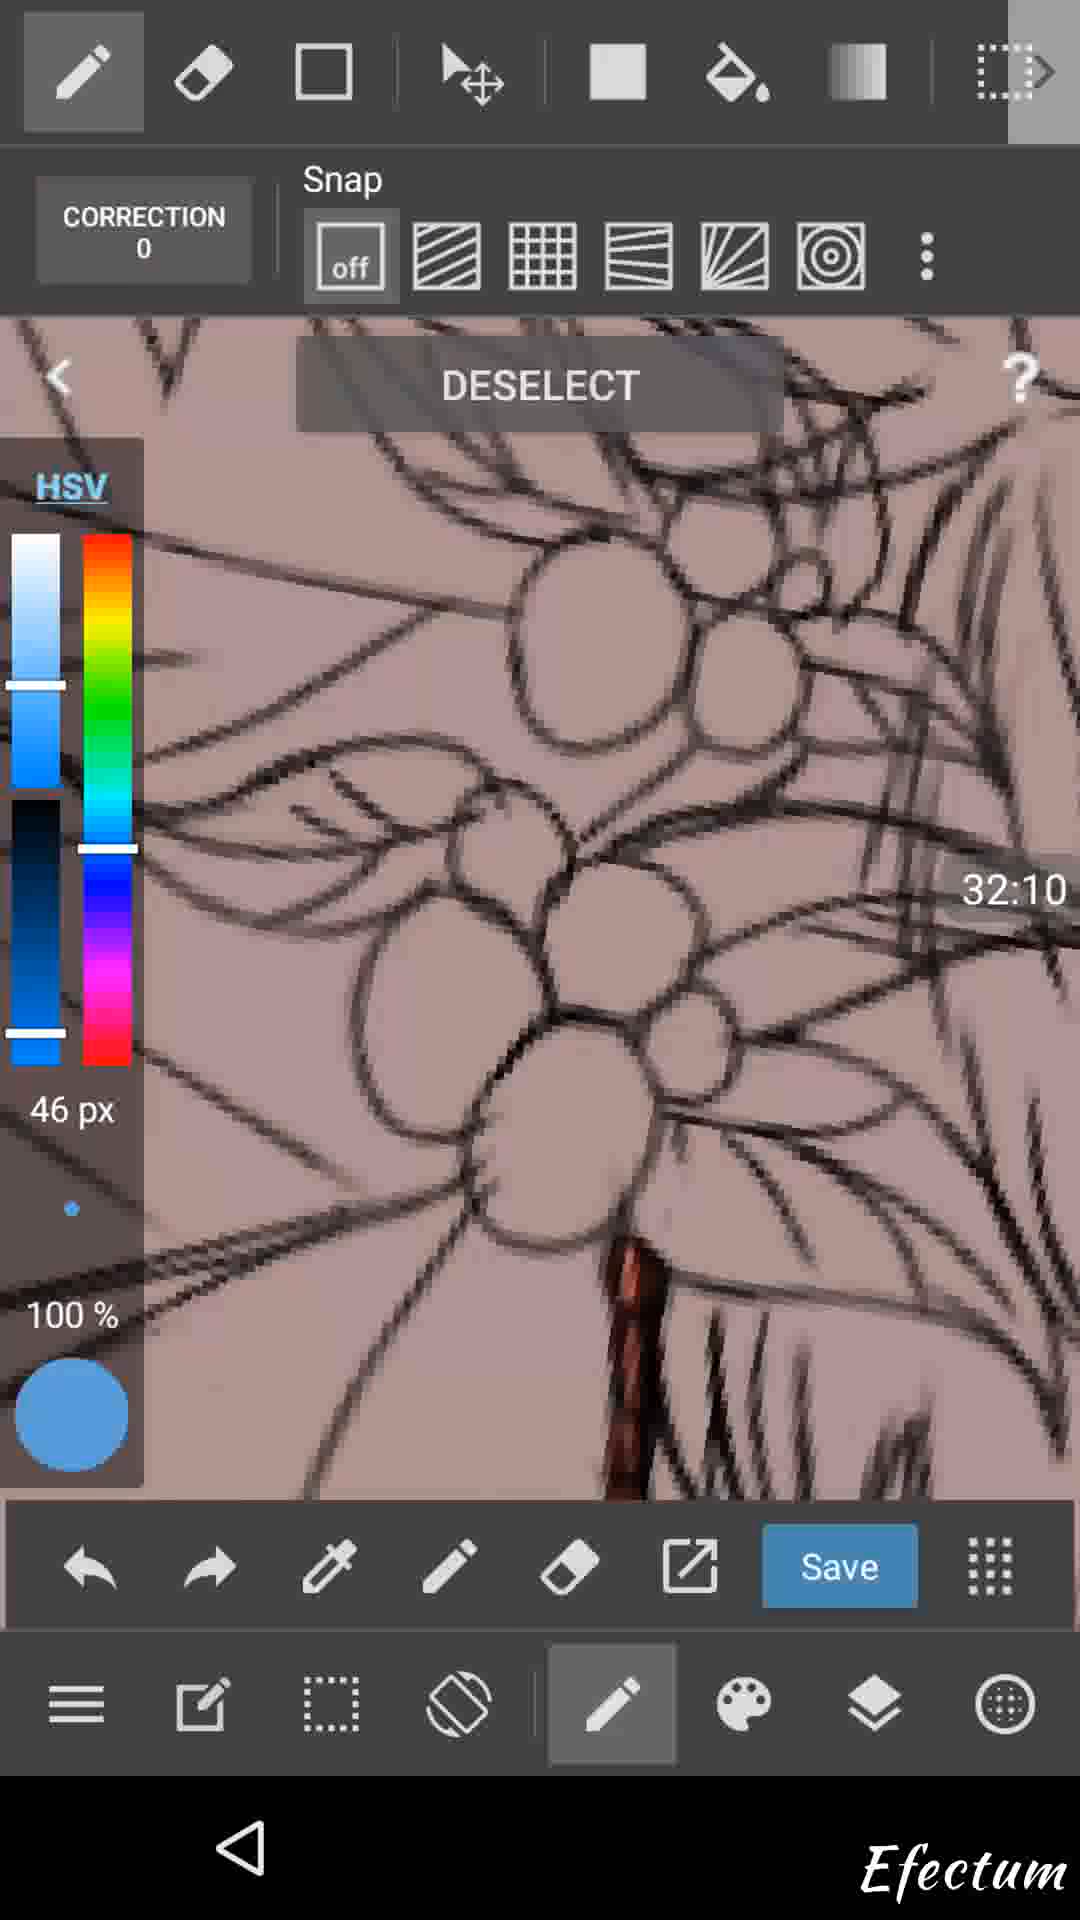 CORRECTION
0
Snap
off
DESELECT
?
HSV
32:10
46 px
100 %
Save
Efectum